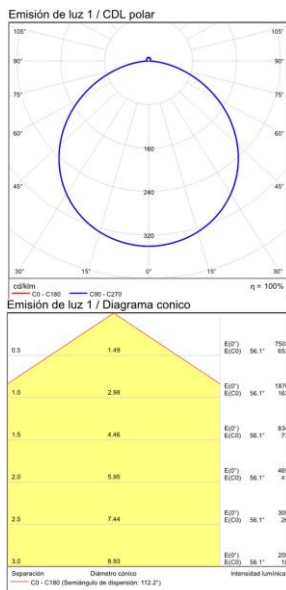 Emisión de luz 1 / CDL polar
105° 105°
90° 90°
75° 75°
60° 60°
160
45° 45°
240
320
30° 15° 0° 15° 30°
cd/klm η = 100%
C0 - C180 C90 - C270
Emisión de luz 1 / Diagrama conico
E(0°) 750
0.5 1.49 E(C0) 56.1° 65
E(0°)
1.0 2.98 E(C0) 56.1°
E(0°)
1.5 4.46 E(C0) 56.1°
E(0°)
2.0 5.95 E(C0) 56.1°
E(0°)
2.5 7.44 E(C0) 56.1°
E(0°)
3.0 8.93 E(C0) 56.1°
Separación Diámetro cónico Intensidad lumínica
C0 - C180 (Semiángulo de dispersión: 112.2°)